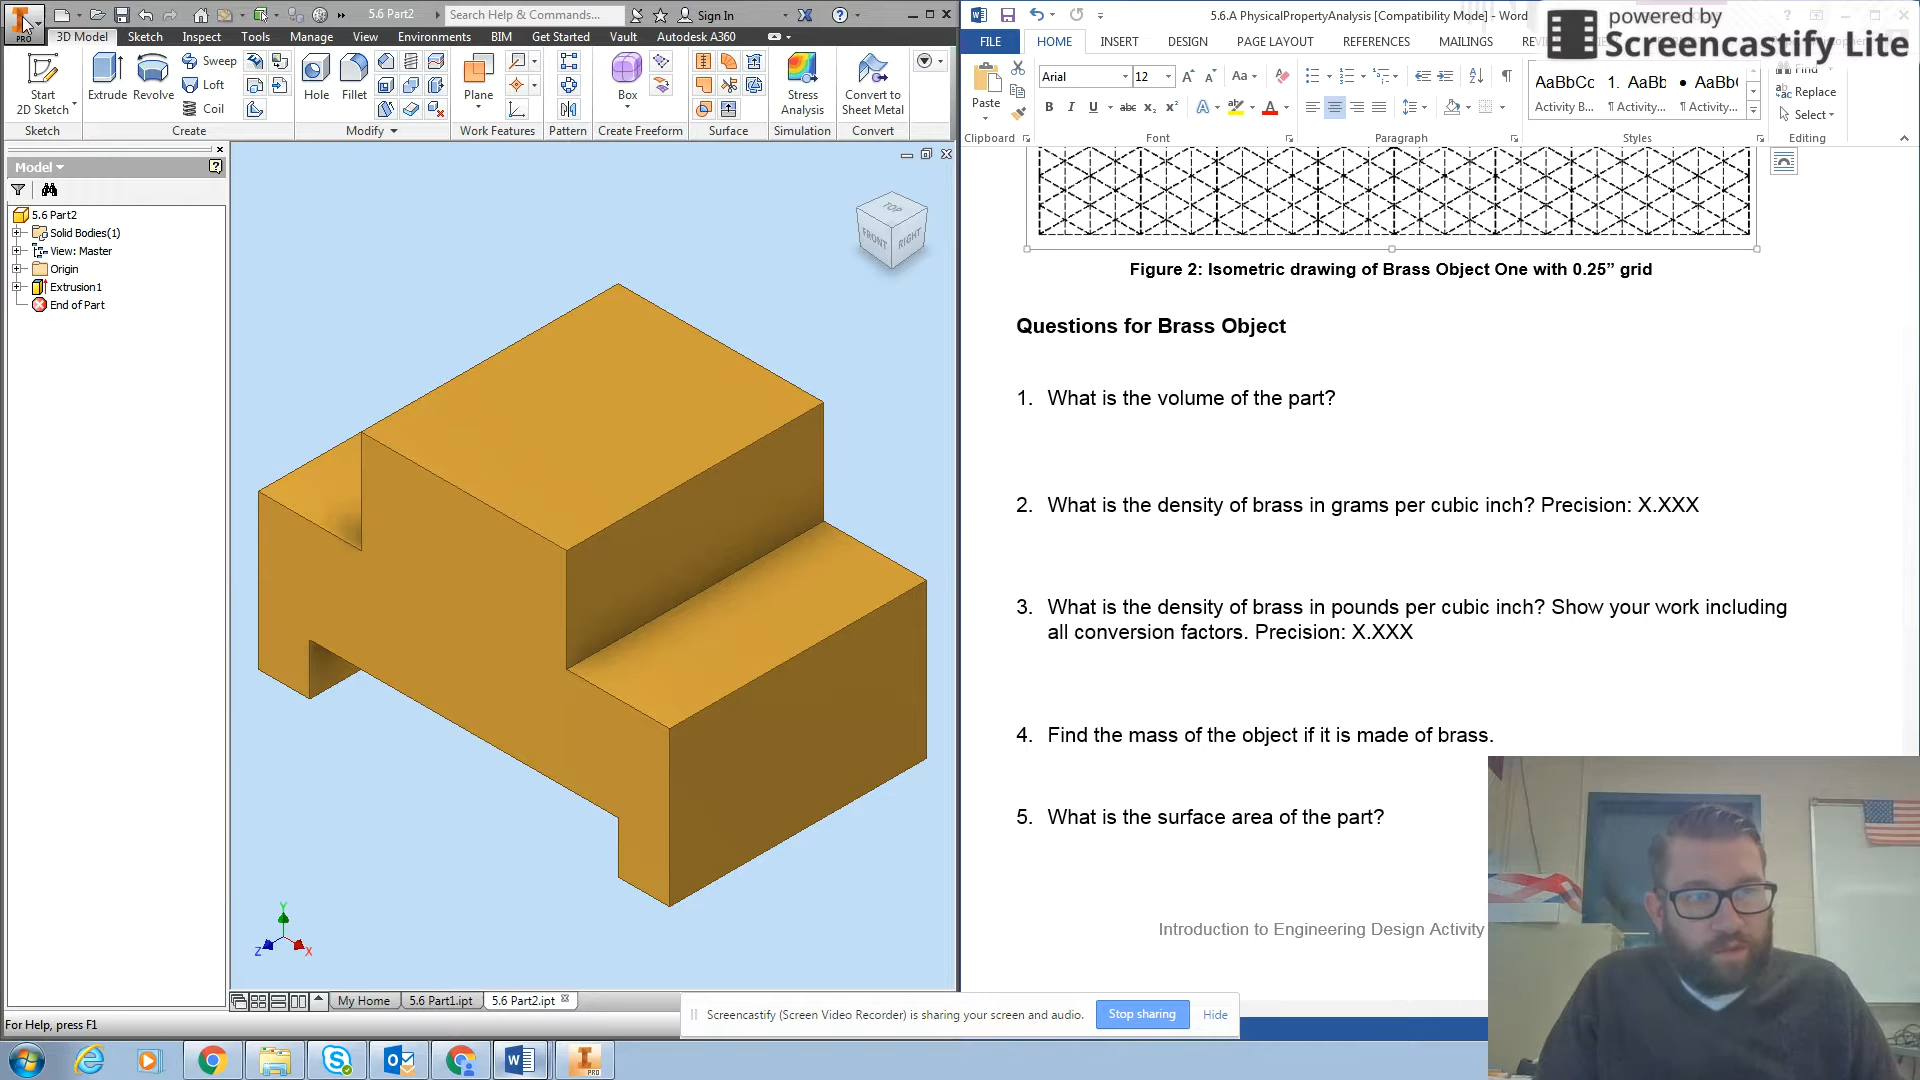 5.6 Part2
Search Help & Commands...
Sign In
PRO
3D Model Sketch Inspect Tools Manage View Environments BIM Get Started Vault Autodesk A360
Start
2D Sketch
Extrude
Revolve
Sweep
Loft
Coil
Hole
Fillet
Plane
Box
Stress
Analysis
Convert to
Sheet Metal
Sketch Create Modify Work Features Pattern Create Freeform Surface Simulation Convert
Model
5.6 Part2
Solid Bodies(1)
View: Master
Origin
Extrusion1
End of Part
TOP
FRONT
RIGHT
Y
Z
X
My Home 5.6 Part1.ipt 5.6 Part2.ipt
For Help, press F1
5.6.A PhysicalPropertyAnalysis [Compatibility Mode] - Word
FILE HOME INSERT DESIGN PAGE LAYOUT REFERENCES MAILINGS
powered by
Screencastify Lite
Paste
Arial
12
Find
Replace
Select
AaBbCc
1. AaBb
• AaBb(
Activity B...
¶ Activity...
¶ Activity...
Clipboard Font Paragraph Styles Editing
Figure 2: Isometric drawing of Brass Object One with 0.25” grid
Questions for Brass Object
1. What is the volume of the part?
2. What is the density of brass in grams per cubic inch? Precision: X.XXX
3. What is the density of brass in pounds per cubic inch? Show your work including
all conversion factors. Precision: X.XXX
4. Find the mass of the object if it is made of brass.
5. What is the surface area of the part?
Introduction to Engineering Design Activity
Screencastify (Screen Video Recorder) is sharing your screen and audio.
Stop sharing
Hide